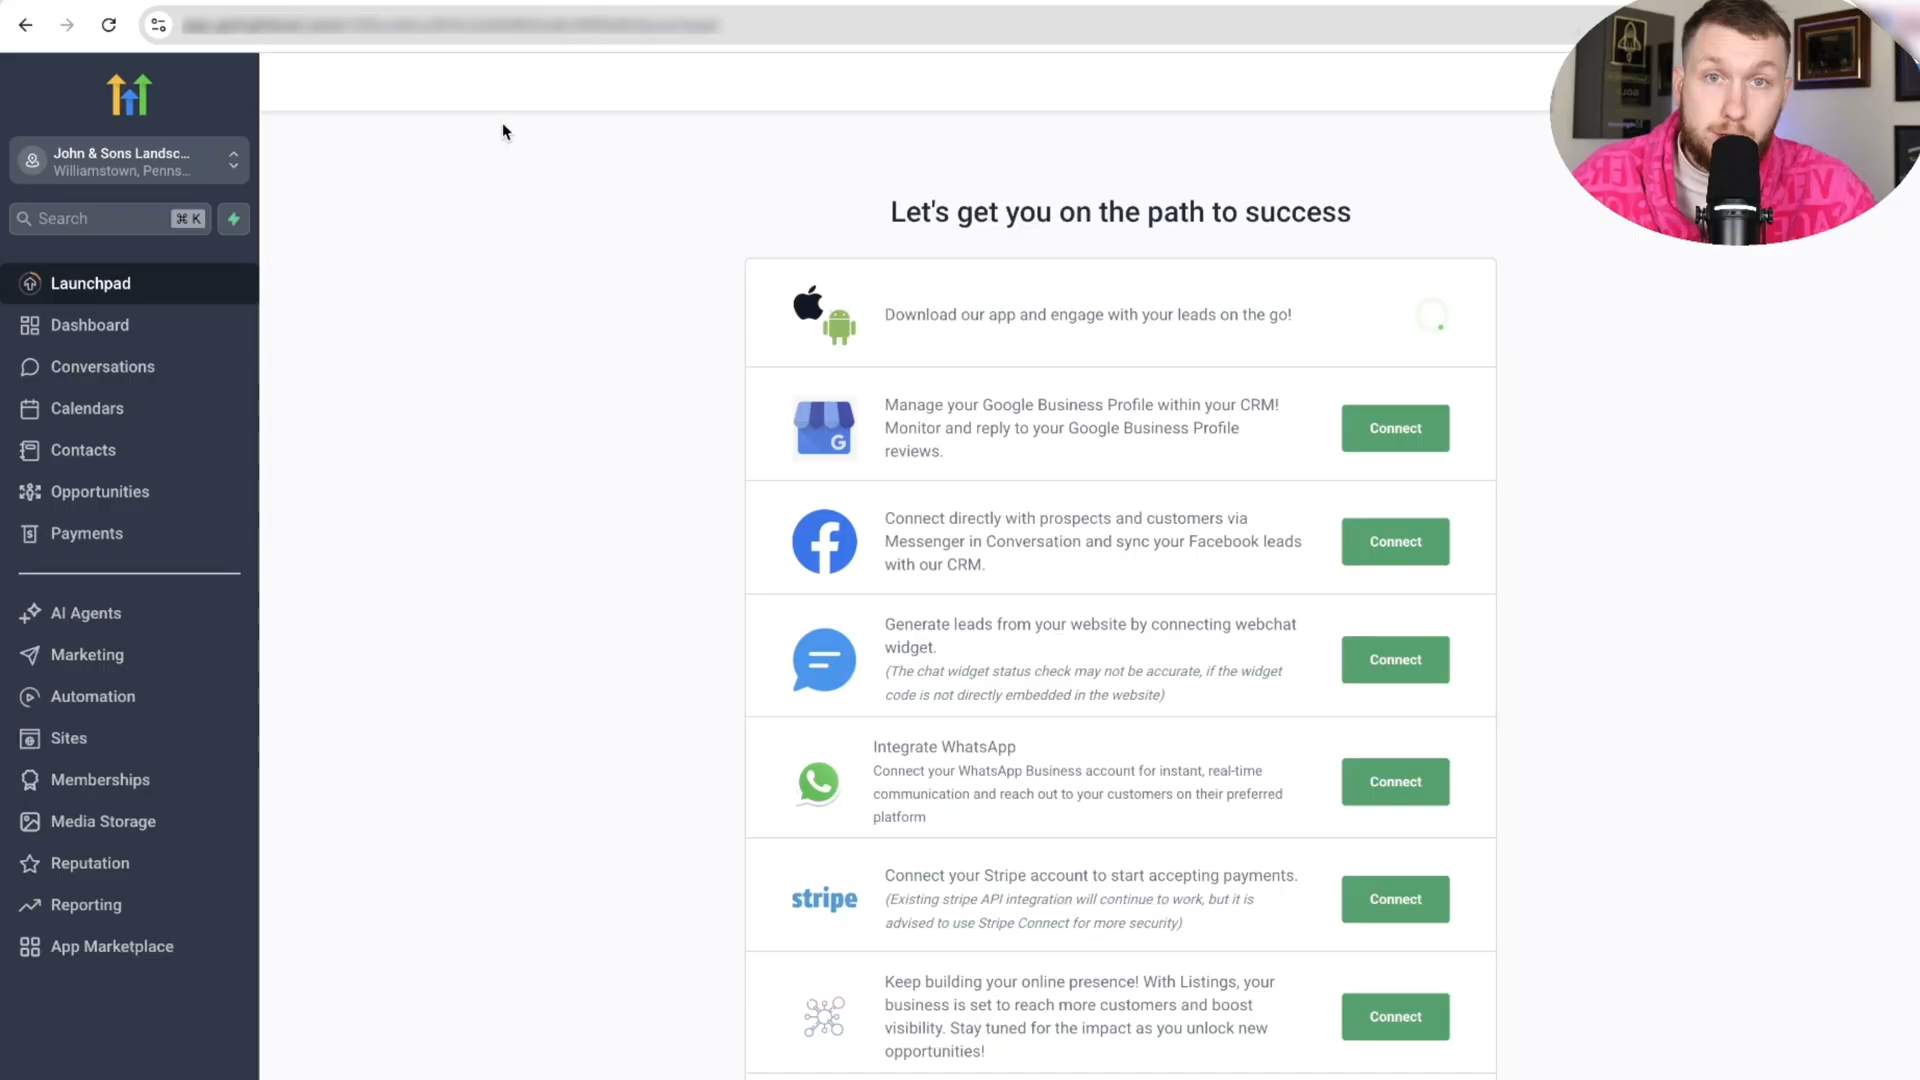 John & Sons Landsc...
Williamstown, Penns...
Search
⌘ K
Launchpad
Dashboard
Conversations
Calendars
Contacts
Opportunities
Payments
AI Agents
Marketing
Automation
Sites
Memberships
Media Storage
Reputation
Reporting
App Marketplace
Let's get you on the path to success
Download our app and engage with your leads on the go!
Manage your Google Business Profile within your CRM!
Monitor and reply to your Google Business Profile
reviews.
Connect
Connect directly with prospects and customers via
Messenger in Conversation and sync your Facebook leads
with our CRM.
Connect
Generate leads from your website by connecting webchat
widget.
(The chat widget status check may not be accurate, if the widget
code is not directly embedded in the website)
Connect
Integrate WhatsApp
Connect your WhatsApp Business account for instant, real-time
communication and reach out to your customers on their preferred
platform
Connect
stripe
Connect your Stripe account to start accepting payments.
(Existing stripe API integration will continue to work, but it is
advised to use Stripe Connect for more security)
Connect
Keep building your online presence! With Listings, your
business is set to reach more customers and boost
visibility. Stay tuned for the impact as you unlock new
opportunities!
Connect